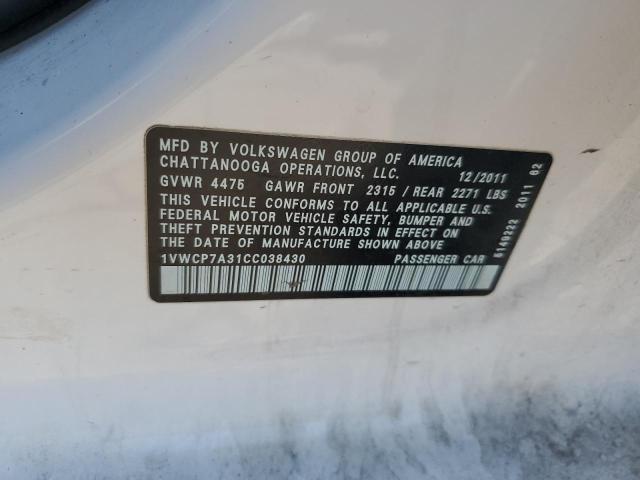 MFD BY VOLKSWAGEN GROUP OF AMERICA
CHATTANOOGA OPERATIONS, LLC. 12/2011
GVWR 4475 GAWR FRONT 2315 / REAR 2271 LBS
THIS VEHICLE CONFORMS TO ALL APPLICABLE U.S.
FEDERAL MOTOR VEHICLE SAFETY, BUMPER AND
THEFT PREVENTION STANDARDS IN EFFECT ON
THE DATE OF MANUFACTURE SHOWN ABOVE
1VWCP7A31CC038430 PASSENGER CAR
5149222 2011 62